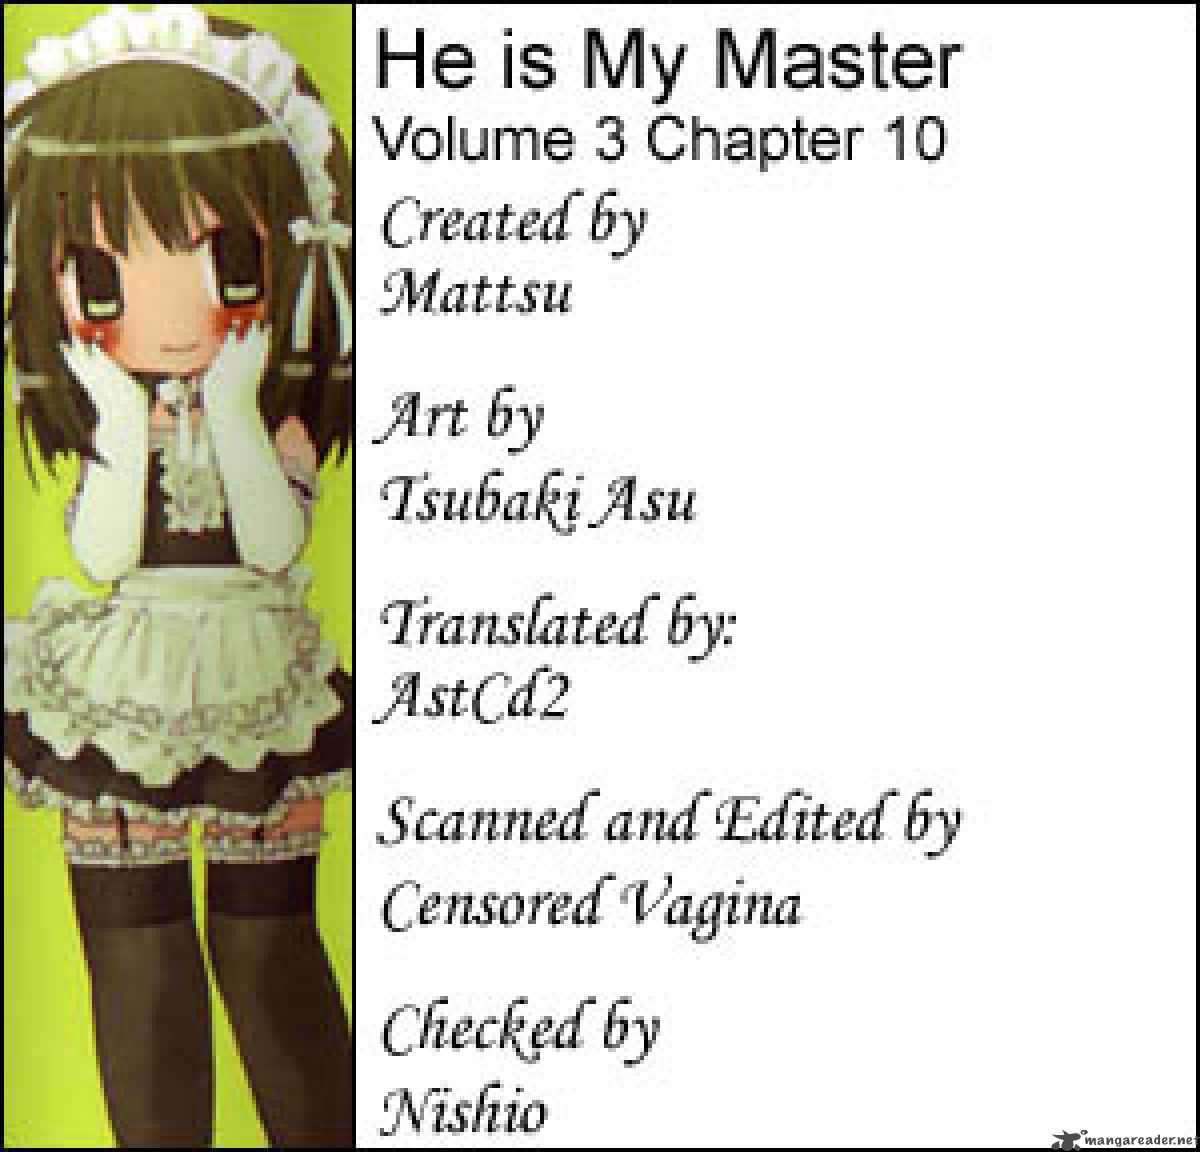 He is My Master
Volume 3 Chapter 10
Created by
Mattsu
Art by
Tsubaki Asu
Translated by:
AstCd2
Scanned and Edited by
Censored Vagina
Checked by
Nishio
mangareader.net